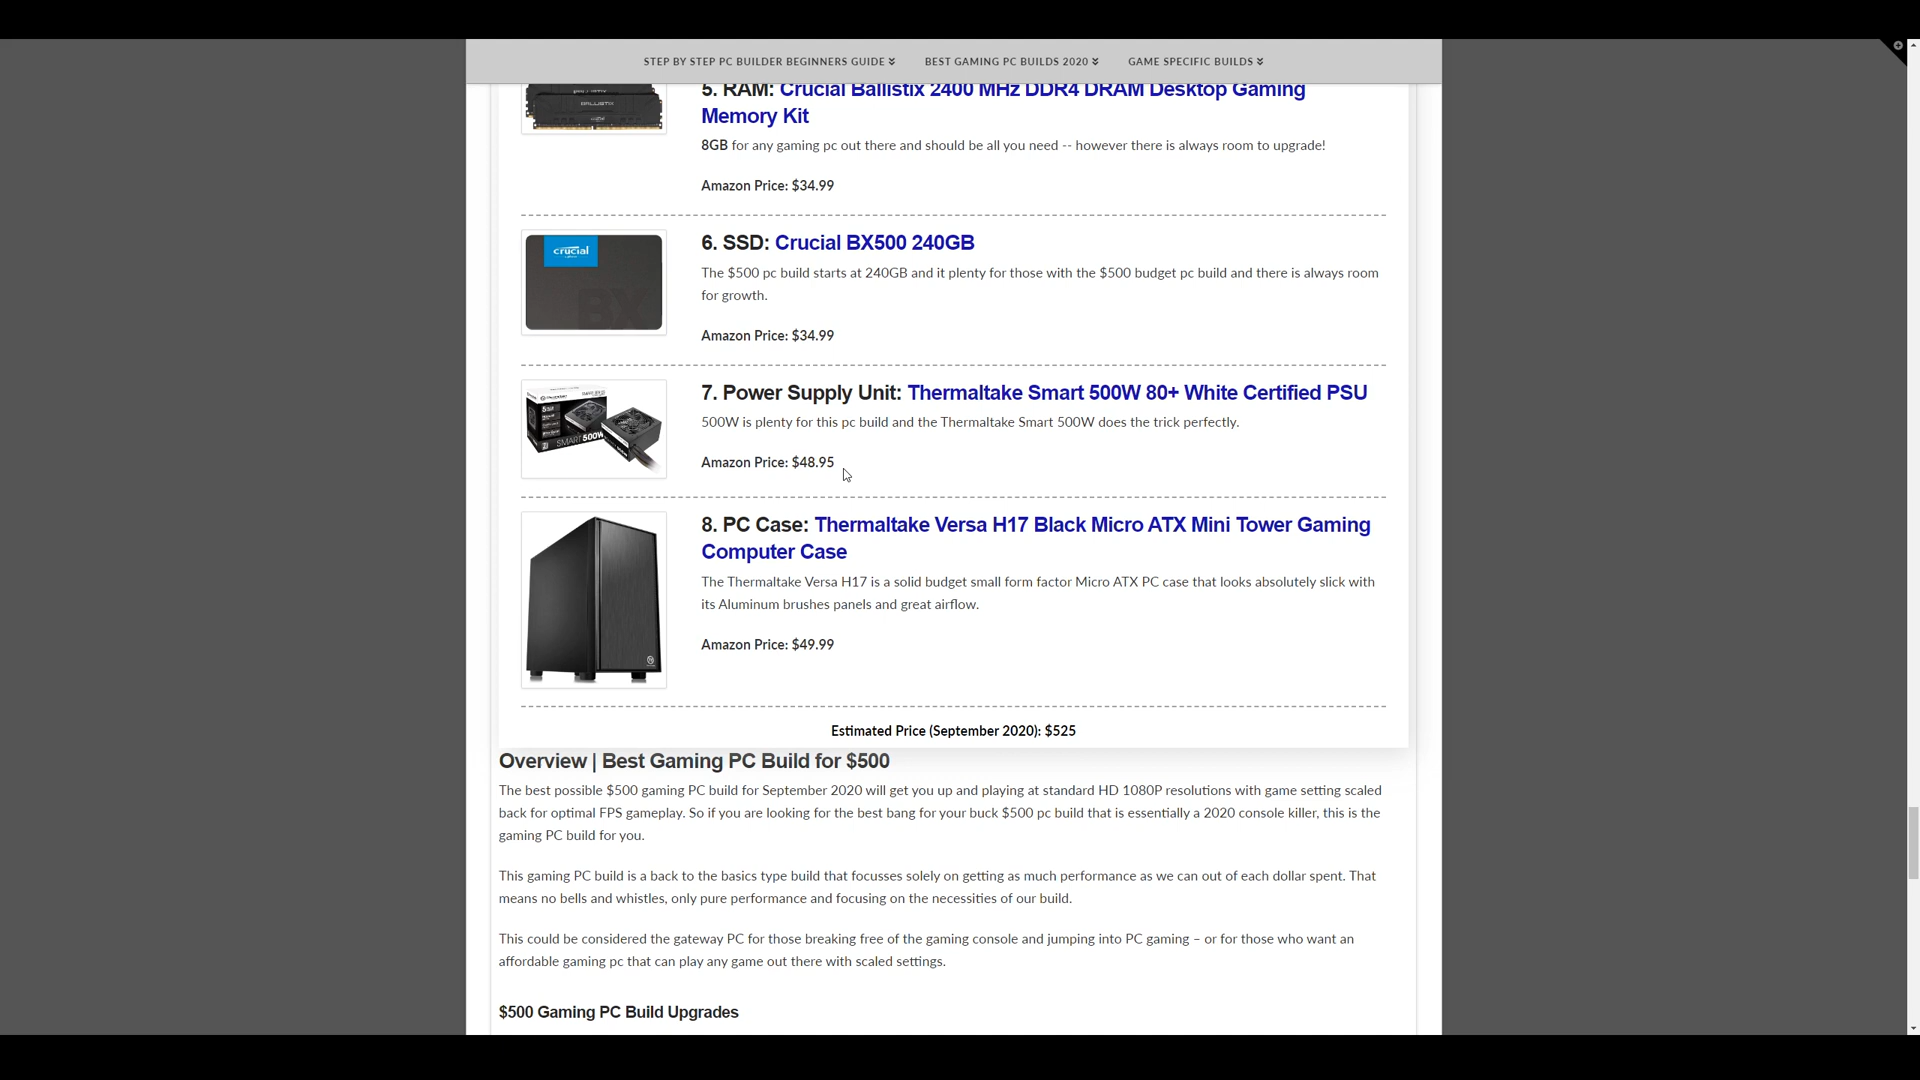 STEP BY STEP PC BUILDER BEGINNERS GUIDE
BEST GAMING PC BUILDS 2020
GAME SPECIFIC BUILDS
BALLISTIX
crucial
5. RAM: Crucial Ballistix 2400 MHz DDR4 DRAM Desktop Gaming
Memory Kit
8GB for any gaming pc out there and should be all you need -- however there is always room to upgrade!
Amazon Price: $34.99
crucial
BX
6. SSD: Crucial BX500 240GB
The $500 pc build starts at 240GB and it plenty for those with the $500 budget pc build and there is always room
for growth.
Amazon Price: $34.99
SMART 500W
7. Power Supply Unit: Thermaltake Smart 500W 80+ White Certified PSU
500W is plenty for this pc build and the Thermaltake Smart 500W does the trick perfectly.
Amazon Price: $48.95
8. PC Case: Thermaltake Versa H17 Black Micro ATX Mini Tower Gaming
Computer Case
The Thermaltake Versa H17 is a solid budget small form factor Micro ATX PC case that looks absolutely slick with
its Aluminum brushes panels and great airflow.
Amazon Price: $49.99
Estimated Price (September 2020): $525
Overview | Best Gaming PC Build for $500
The best possible $500 gaming PC build for September 2020 will get you up and playing at standard HD 1080P resolutions with game setting scaled
back for optimal FPS gameplay. So if you are looking for the best bang for your buck $500 pc build that is essentially a 2020 console killer, this is the
gaming PC build for you.
This gaming PC build is a back to the basics type build that focusses solely on getting as much performance as we can out of each dollar spent. That
means no bells and whistles, only pure performance and focusing on the necessities of our build.
This could be considered the gateway PC for those breaking free of the gaming console and jumping into PC gaming – or for those who want an
affordable gaming pc that can play any game out there with scaled settings.
$500 Gaming PC Build Upgrades